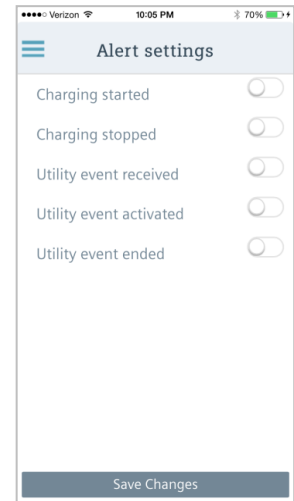 Verizon 10:05 PM 70%
Alert settings
Charging started
Charging stopped
Utility event received
Utility event activated
Utility event ended
Save Changes